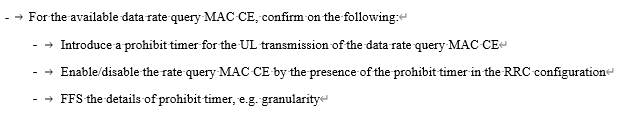 - → For the available data rate query MAC CE, confirm on the following:↵
- → Introduce a prohibit timer for the UL transmission of the data rate query MAC CE↵
- → Enable/disable the rate query MAC CE by the presence of the prohibit timer in the RRC configuration↵
- → FFS the details of prohibit timer, e.g. granularity↵